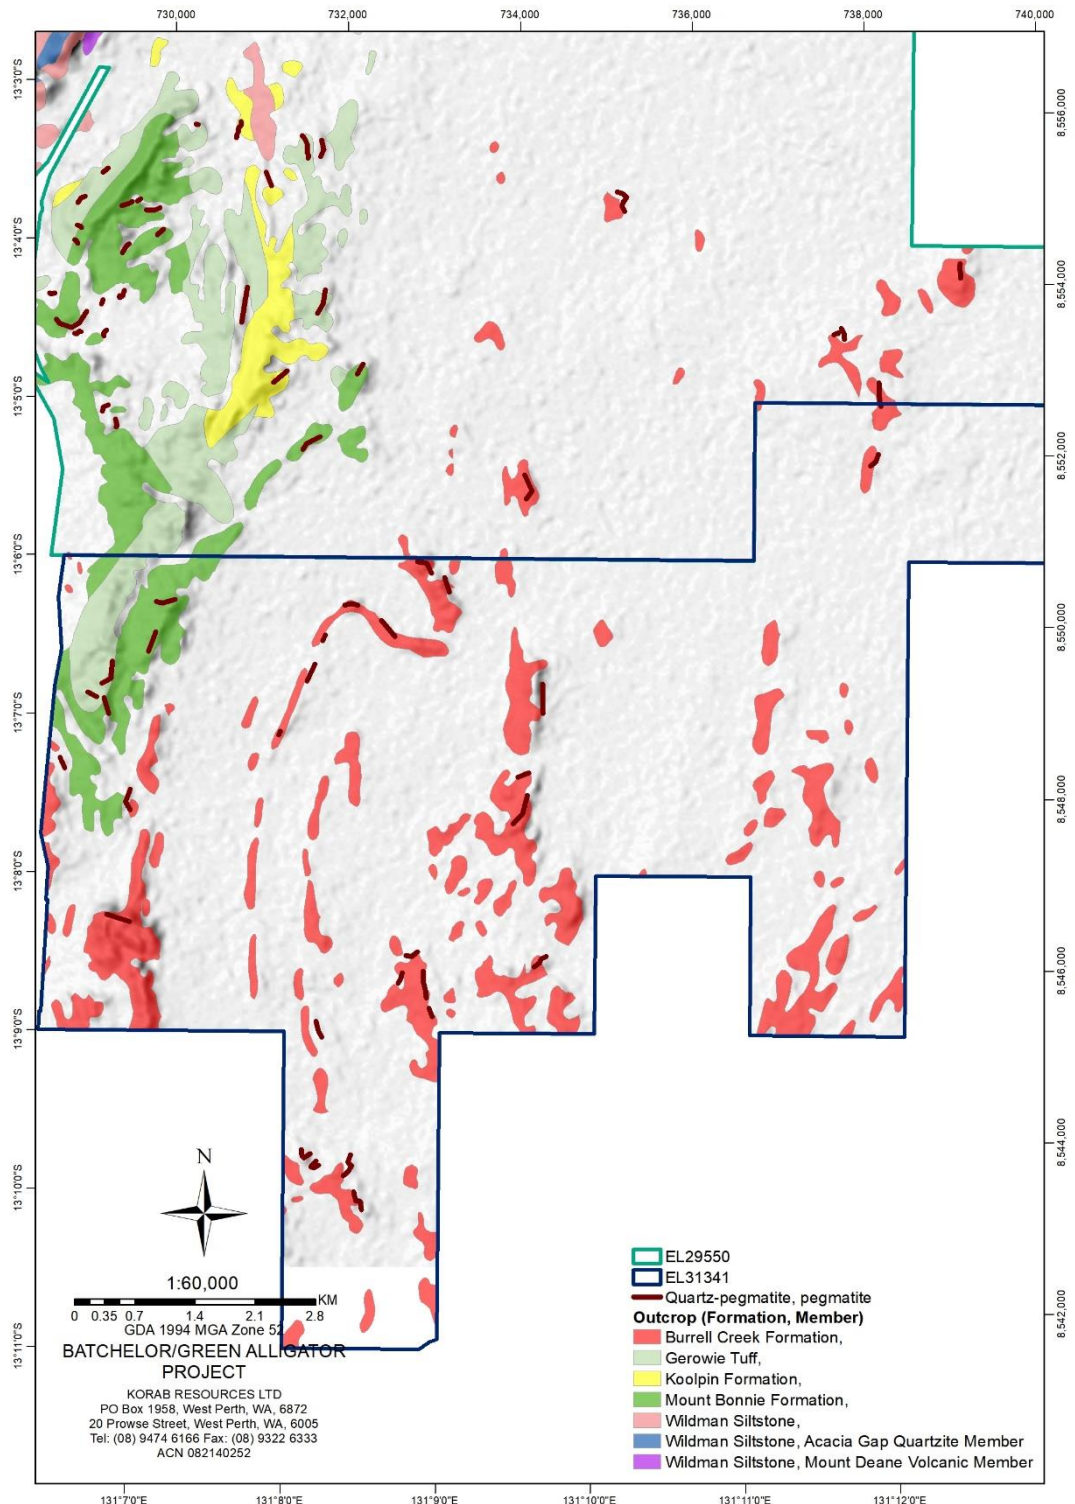 730,000 732,000 734,000 736,000 738,000 740,000
13°3'0"S
13°4'0"S
13°5'0"S
13°6'0"S
13°7'0"S
13°8'0"S
13°9'0"S
13°10'0"S
13°11'0"S
8,556,000
8,554,000
8,552,000
8,550,000
8,548,000
8,546,000
8,544,000
8,542,000
N
1:60,000
KM
0 0.35 0.7 1.4 2.1 2.8
GDA 1994 MGA Zone 52
BATCHELOR/GREEN ALLIGATOR
PROJECT
KORAB RESOURCES LTD
PO Box 1958, West Perth, WA, 6872
20 Prowse Street, West Perth, WA, 6005
Tel: (08) 9474 6166 Fax: (08) 9322 6333
ACN 082140252
EL29550
EL31341
Quartz-pegmatite, pegmatite
Outcrop (Formation, Member)
Burrell Creek Formation,
Gerowie Tuff,
Koolpin Formation,
Mount Bonnie Formation,
Wildman Siltstone,
Wildman Siltstone, Acacia Gap Quartzite Member
Wildman Siltstone, Mount Deane Volcanic Member
131°7'0"E 131°8'0"E 131°9'0"E 131°10'0"E 131°11'0"E 131°12'0"E